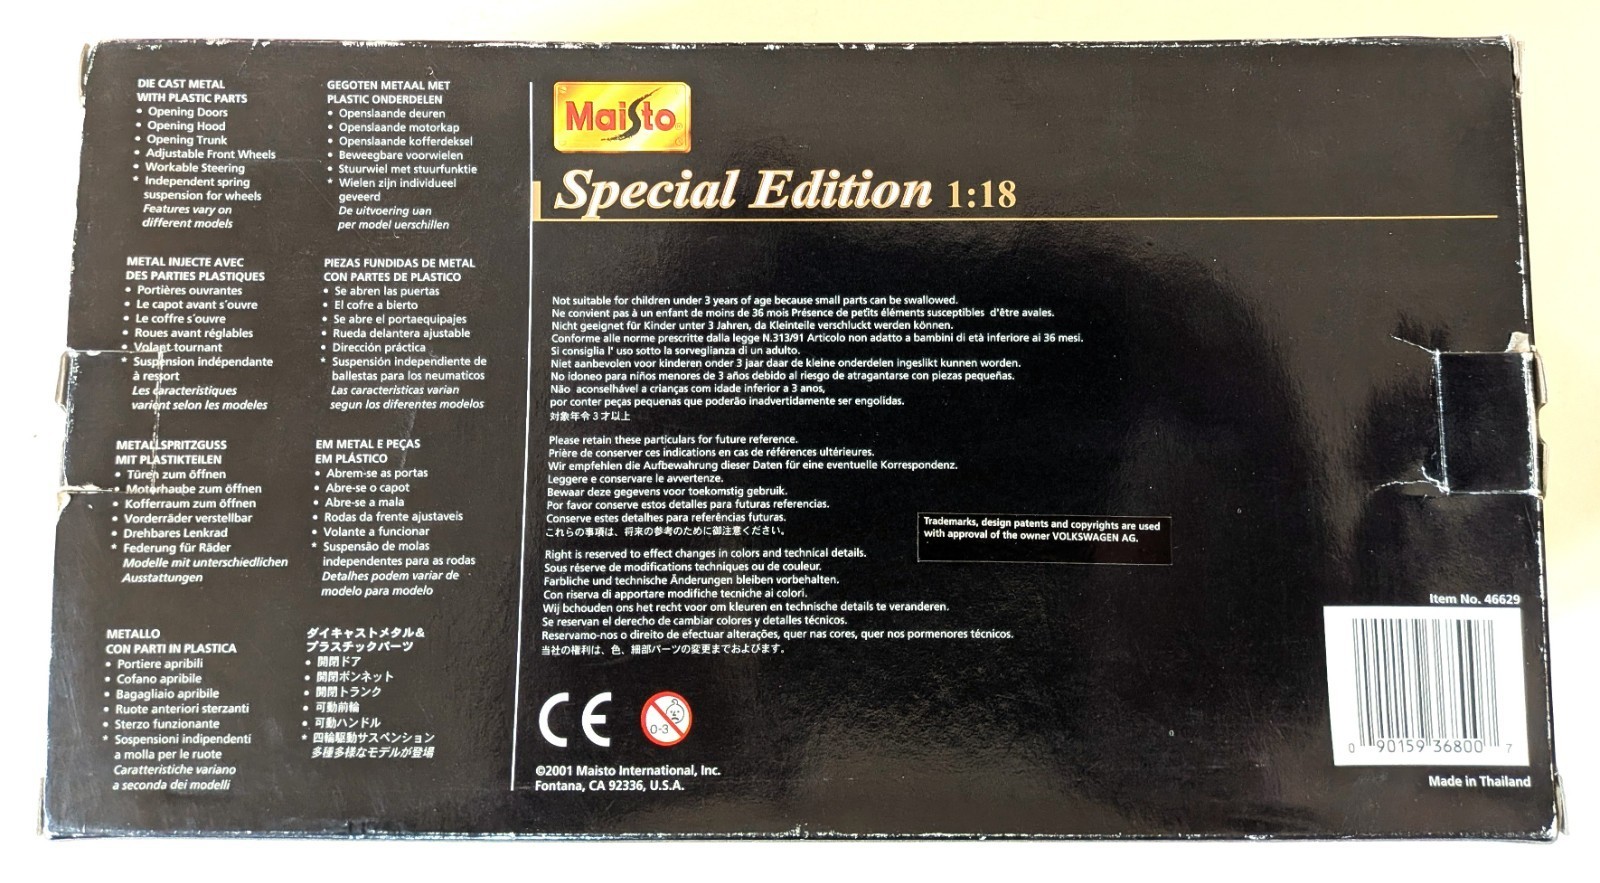 DIE CAST METAL
WITH PLASTIC PARTS
• Opening Doors
• Opening Hood
• Opening Trunk
• Adjustable Front Wheels
• Workable Steering
* Independent spring
suspension for wheels
Features vary on
different models
METAL INJECTE AVEC
DES PARTIES PLASTIQUES
• Portières ouvrantes
• Le capot avant s'ouvre
• Le coffre s'ouvre
• Roues avant réglables
• Volant tournant
* Suspension indépendante
à ressort
Les caracteristiques
varient selon les modeles
METALLSPRITZGUSS
MIT PLASTIKTEILEN
• Türen zum öffnen
• Motorhaube zum öffnen
• Kofferraum zum öffnen
• Vorderräder verstellbar
• Drehbares Lenkrad
* Federung für Räder
Modelle mit unterschiedlichen
Ausstattungen
METALLO
CON PARTI IN PLASTICA
• Portiere apribili
• Cofano apribile
• Bagagliaio apribile
• Ruote anteriori sterzanti
• Sterzo funzionante
* Sospensioni indipendenti
a molla per le ruote
Caratteristiche variano
a seconda dei modelli
GEGOTEN METAAL MET
PLASTIC ONDERDELEN
• Openslaande deuren
• Openslaande motorkap
• Openslaande kofferdeksel
• Beweegbare voorwielen
• Stuurwiel met stuurfunktie
* Wielen zijn individueel
geveerd
De uitvoering uan
per model uerschillen
PIEZAS FUNDIDAS DE METAL
CON PARTES DE PLASTICO
• Se abren las puertas
• El cofre a bierto
• Se abre el portaequipajes
• Rueda delantera ajustable
• Dirección práctica
* Suspensión independiente de
ballestas para los neumaticos
Las caracteristicas varian
segun los diferentes modelos
EM METAL E PEÇAS
EM PLÁSTICO
• Abrem-se as portas
• Abre-se o capot
• Abre-se a mala
• Rodas da frente ajustaveis
• Volante a funcionar
* Suspensão de molas
independentes para as rodas
Detalhes podem variar de
modelo para modelo
ダイキャストメタル&
プラスチックパーツ
• 開閉ドア
• 開閉ボンネット
• 開閉トランク
• 可動前輪
• 可動ハンドル
* 四輪駆動サスペンション
多種多様なモデルが登場
Maisto
Special Edition 1:18
Not suitable for children under 3 years of age because small parts can be swallowed.
Ne convient pas à un enfant de moins de 36 mois Présence de petits éléments susceptibles d'être avales.
Nicht geeignet für Kinder unter 3 Jahren, da Kleinteile verschluckt werden können.
Conforme alle norme prescritte dalla legge N.313/91 Articolo non adatto a bambini di età inferiore ai 36 mesi.
Si consiglia l' uso sotto la sorveglianza di un adulto.
Niet aanbevolen voor kinderen onder 3 jaar daar de kleine onderdelen ingeslikt kunnen worden.
No idoneo para niños menores de 3 años debido al riesgo de atragantarse con piezas pequeñas.
Não aconselhável a crianças com idade inferior a 3 anos,
por conter peças pequenas que poderão inadvertidamente ser engolidas.
対象年令3才以上
Please retain these particulars for future reference.
Prière de conserver ces indications en cas de références ultérieures.
Wir empfehlen die Aufbewahrung dieser Daten für eine eventuelle Korrespondenz.
Leggere e conservare le avvertenze.
Bewaar deze gegevens voor toekomstig gebruik.
Por favor conserve estos detalles para futuras referencias.
Conserve estes detalhes para referências futuras.
これらの事項は、将来の参考のために御注意ください。
Right is reserved to effect changes in colors and technical details.
Sous réserve de modifications techniques ou de couleur.
Farbliche und technische Änderungen bleiben vorbehalten.
Con riserva di apportare modifiche tecniche ai colori.
Wij bchouden ons het recht voor om kleuren en technische details te veranderen.
Se reservan el derecho de cambiar colores y detalles técnicos.
Reservamo-nos o direito de efectuar alterações, quer nas cores, quer nos pormenores técnicos.
当社の権利は、色、細部パーツの変更までおよびます。
Trademarks, design patents and copyrights are used
with approval of the owner VOLKSWAGEN AG.
CE
0-3
©2001 Maisto International, Inc.
Fontana, CA 92336, U.S.A.
Item No. 46629
0 90159 36800 7
Made in Thailand